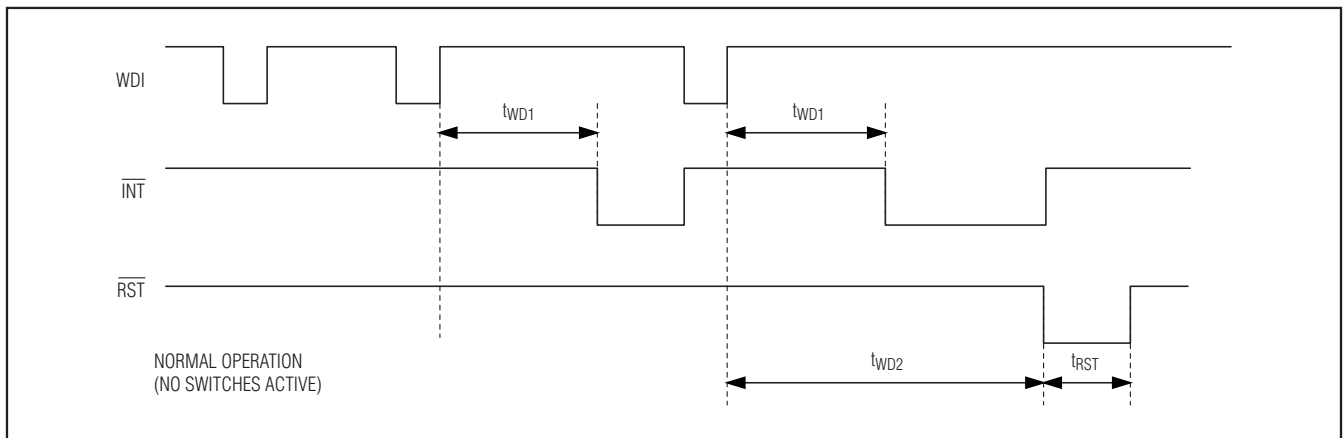 WDI
tWD1
tWD1
INT
RST
NORMAL OPERATION
(NO SWITCHES ACTIVE)
tWD2
tRST